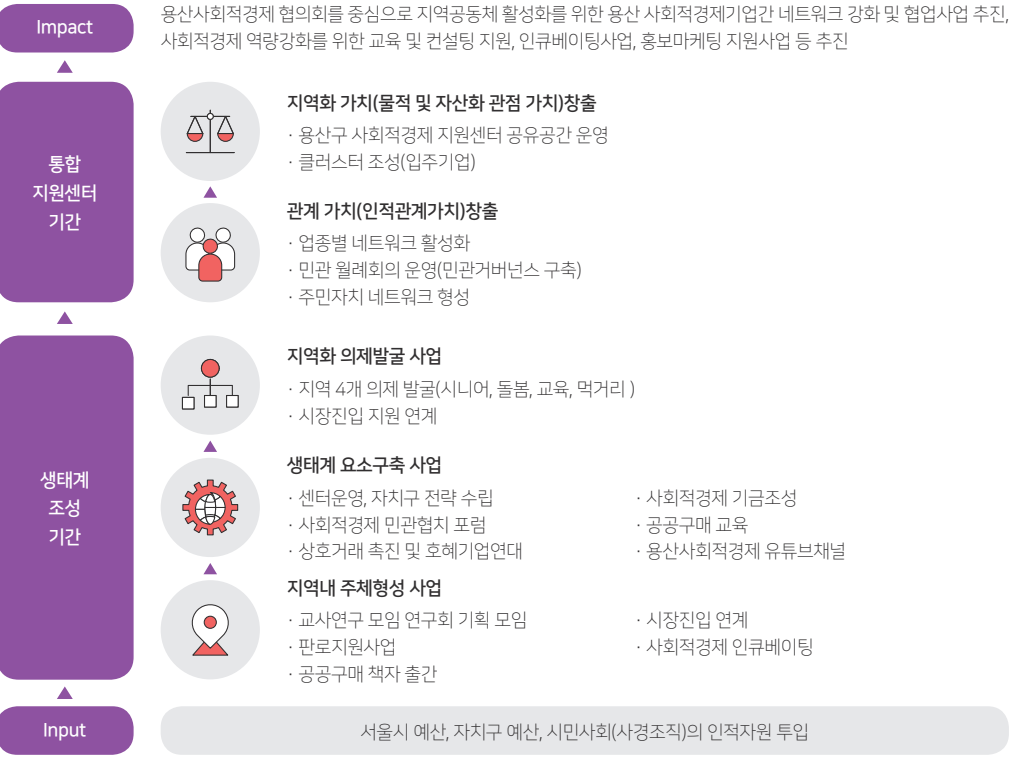 Impact
용산사회적경제 협의회를 중심으로 지역공동체 활성화를 위한 용산 사회적경제기업간 네트워크 강화 및 협업사업 추진,
사회적경제 역량강화를 위한 교육 및 컨설팅 지원, 인큐베이팅사업, 홍보마케팅 지원사업 등 추진
통합
지원센터
기간
지역화 가치(물적 및 자산화 관점 가치)창출
· 용산구 사회적경제 지원센터 공유공간 운영
· 클러스터 조성(입주기업)
관계 가치(인적관계가치)창출
· 업종별 네트워크 활성화
· 민관 월례회의 운영(민관거버넌스 구축)
· 주민자치 네트워크 형성
생태계
조성
기간
지역화 의제발굴 사업
· 지역 4개 의제 발굴(시니어, 돌봄, 교육, 먹거리 )
· 시장진입 지원 연계
생태계 요소구축 사업
· 센터운영, 자치구 전략 수립
· 사회적경제 민관협치 포럼
· 상호거래 촉진 및 호혜기업연대
· 사회적경제 기금조성
· 공공구매 교육
· 용산사회적경제 유튜브채널
지역내 주체형성 사업
· 교사연구 모임 연구회 기획 모임
· 판로지원사업
· 공공구매 책자 출간
· 시장진입 연계
· 사회적경제 인큐베이팅
Input
서울시 예산, 자치구 예산, 시민사회(사경조직)의 인적자원 투입